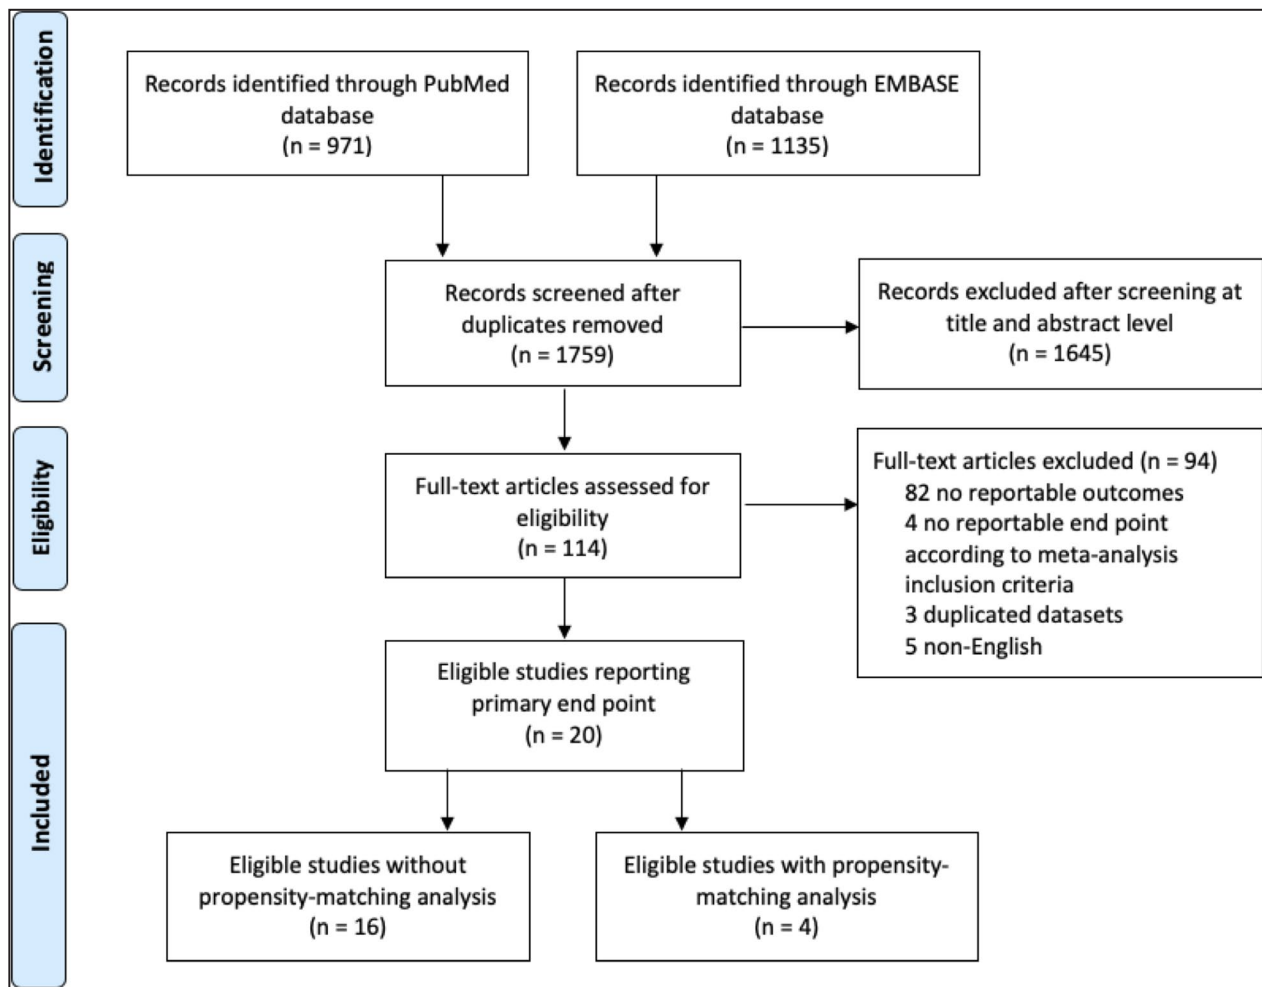 Identification
Records identified through PubMed
database
(n = 971)
Records identified through EMBASE
database
(n = 1135)
Screening
Records screened after
duplicates removed
(n = 1759)
Records excluded after screening at
title and abstract level
(n = 1645)
Eligibility
Full-text articles assessed for
eligibility
(n = 114)
Full-text articles excluded (n = 94)
82 no reportable outcomes
4 no reportable end point
according to meta-analysis
inclusion criteria
3 duplicated datasets
5 non-English
Included
Eligible studies reporting
primary end point
(n = 20)
Eligible studies without
propensity-matching analysis
(n = 16)
Eligible studies with propensity-
matching analysis
(n = 4)